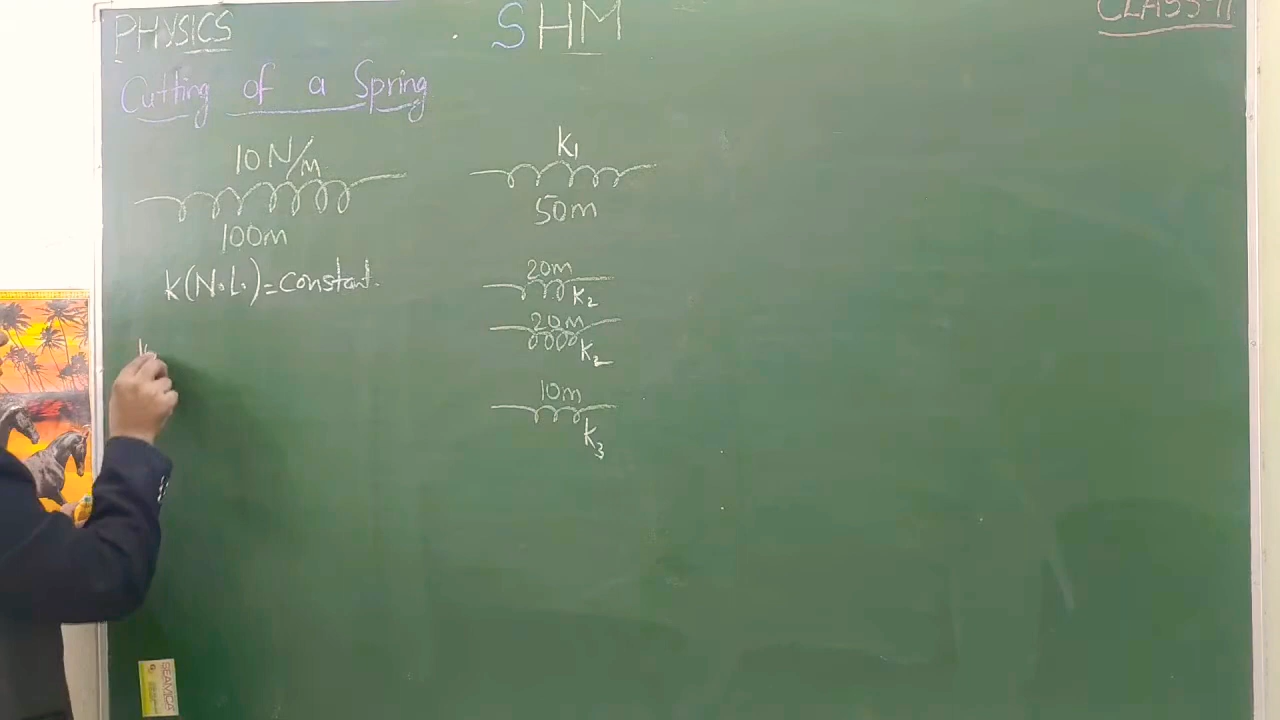 PHYSICS
SHM
CLASS-11
Cutting of a Spring
10 N/m
100m
k(N.L.)=constant.
k₁
50m
20m
k₂
20m
k₂
10m
k₃